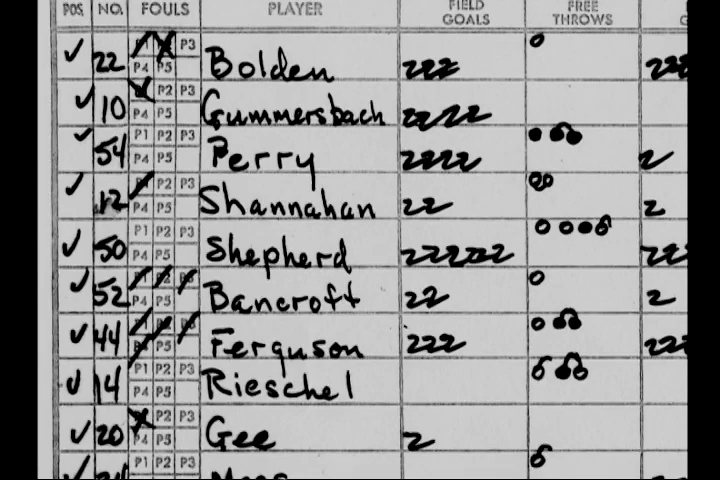 POS. NO. FOULS PLAYER FIELD GOALS FREE THROWS
22 P1 P2 P3 P4 P5 Bolden 222
10 P2 P3 P4 P5 Gummersbach 2222
54 P1 P2 P3 P4 P5 Perry 2222 2
12 P2 P3 P4 P5 Shannahan 22 2
50 P1 P2 P3 P4 P5 Shepherd 222222
52 P4 P5 Bancroft 22 2
44 P5 Ferguson 222
14 P1 P2 P3 P4 P5 Rieschel
20 P2 P3 P4 P5 Gee 2
P1 P2 P3